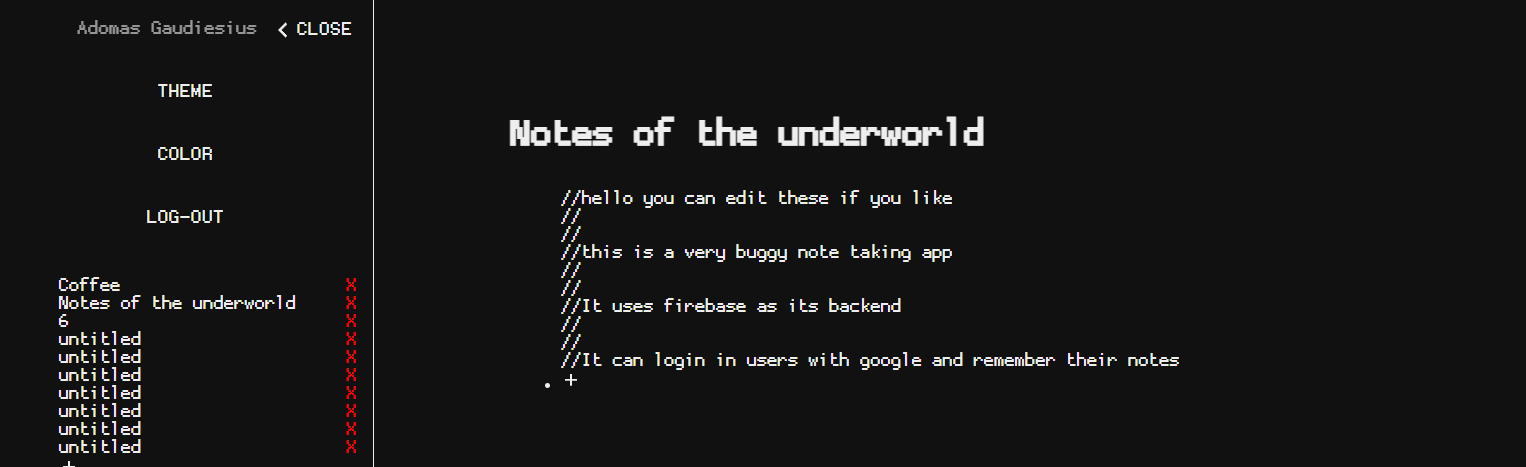 Adomas Gaudiesius < CLOSE
THEME
COLOR
LOG-OUT
Coffee X
Notes of the underworld X
6 X
untitled X
untitled X
untitled X
untitled X
untitled X
untitled X
untitled X
+
Notes of the underworld
//hello you can edit these if you like
//
//
//this is a very buggy note taking app
//
//
//It uses firebase as its backend
//
//
//It can login in users with google and remember their notes
• +